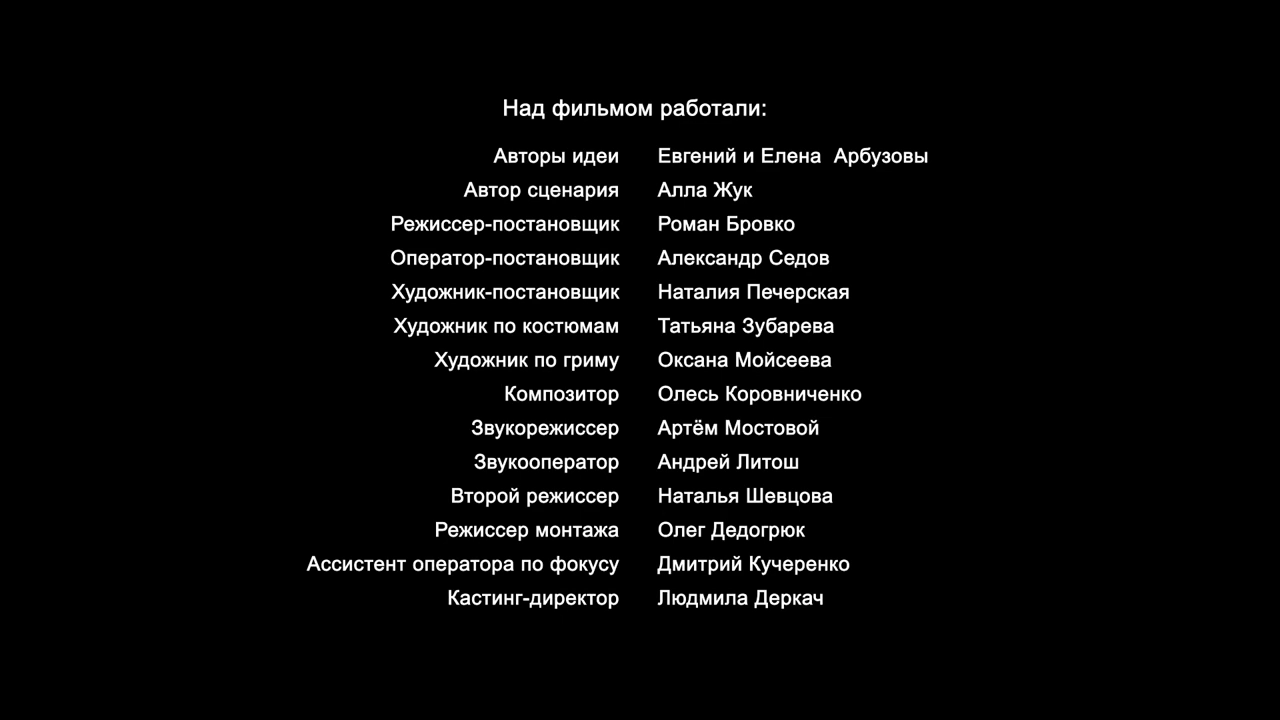 Над фильмом работали:
Авторы идеи Евгений и Елена Арбузовы
Автор сценария Алла Жук
Режиссер-постановщик Роман Бровко
Оператор-постановщик Александр Седов
Художник-постановщик Наталия Печерская
Художник по костюмам Татьяна Зубарева
Художник по гриму Оксана Мойсеева
Композитор Олесь Коровниченко
Звукорежиссер Артём Мостовой
Звукооператор Андрей Литош
Второй режиссер Наталья Шевцова
Режиссер монтажа Олег Дедогрюк
Ассистент оператора по фокусу Дмитрий Кучеренко
Кастинг-директор Людмила Деркач